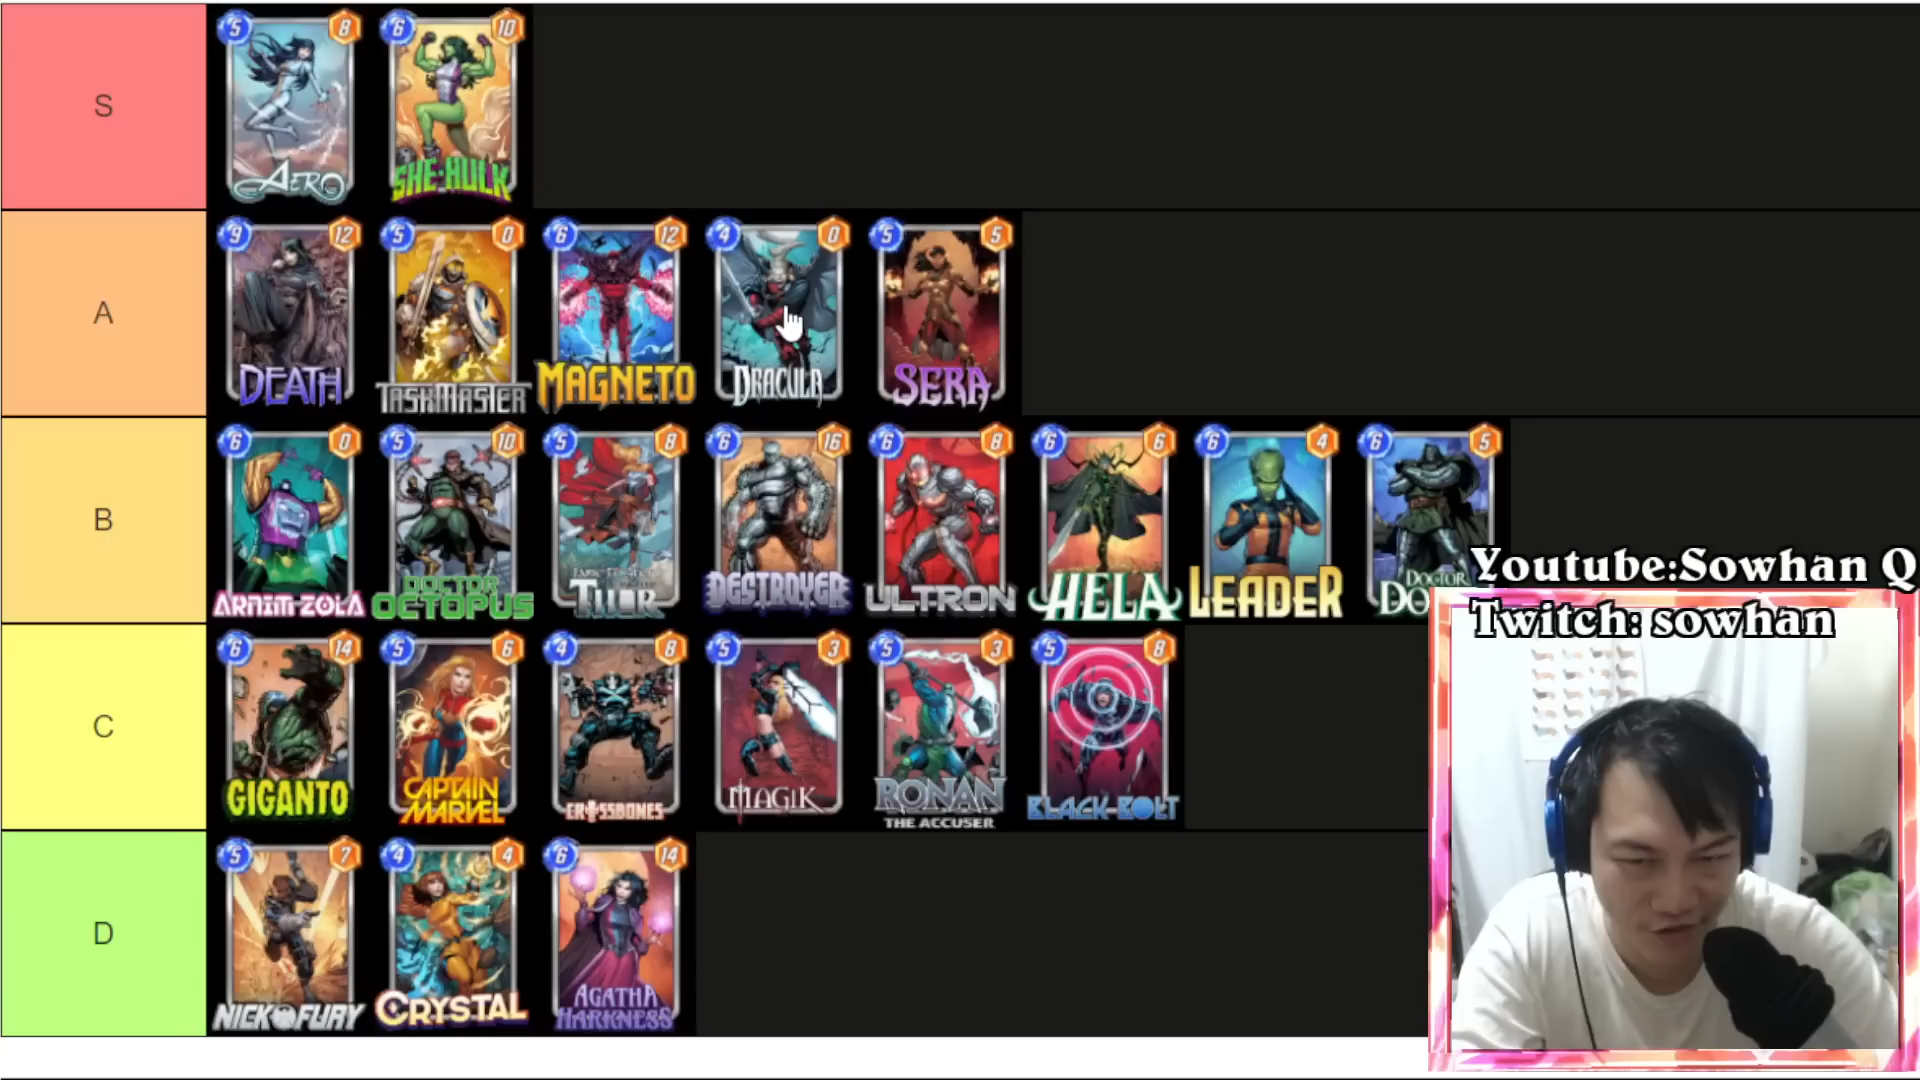 S
5 8
AERO
6 10
SHE-HULK
A
9 12
DEATH
5 0
TASKMASTER
6 12
MAGNETO
4 0
DRACULA
5 5
SERA
B
6 0
ARNIM ZOLA
5 10
DOCTOR
OCTOPUS
5 8
THOR
6 16
DESTROYER
6 8
ULTRON
6 6
HELA
6 4
LEADER
6 5
DOCTOR
DO
Youtube:Sowhan Q
Twitch: sowhan
C
6 14
GIGANTO
5 6
CAPTAIN
MARVEL
4 8
CROSSBONES
5 3
MAGIK
5 3
RONAN
THE ACCUSER
5 8
BLACK BOLT
D
5 7
NICK FURY
4 4
CRYSTAL
6 14
AGATHA
HARKNESS